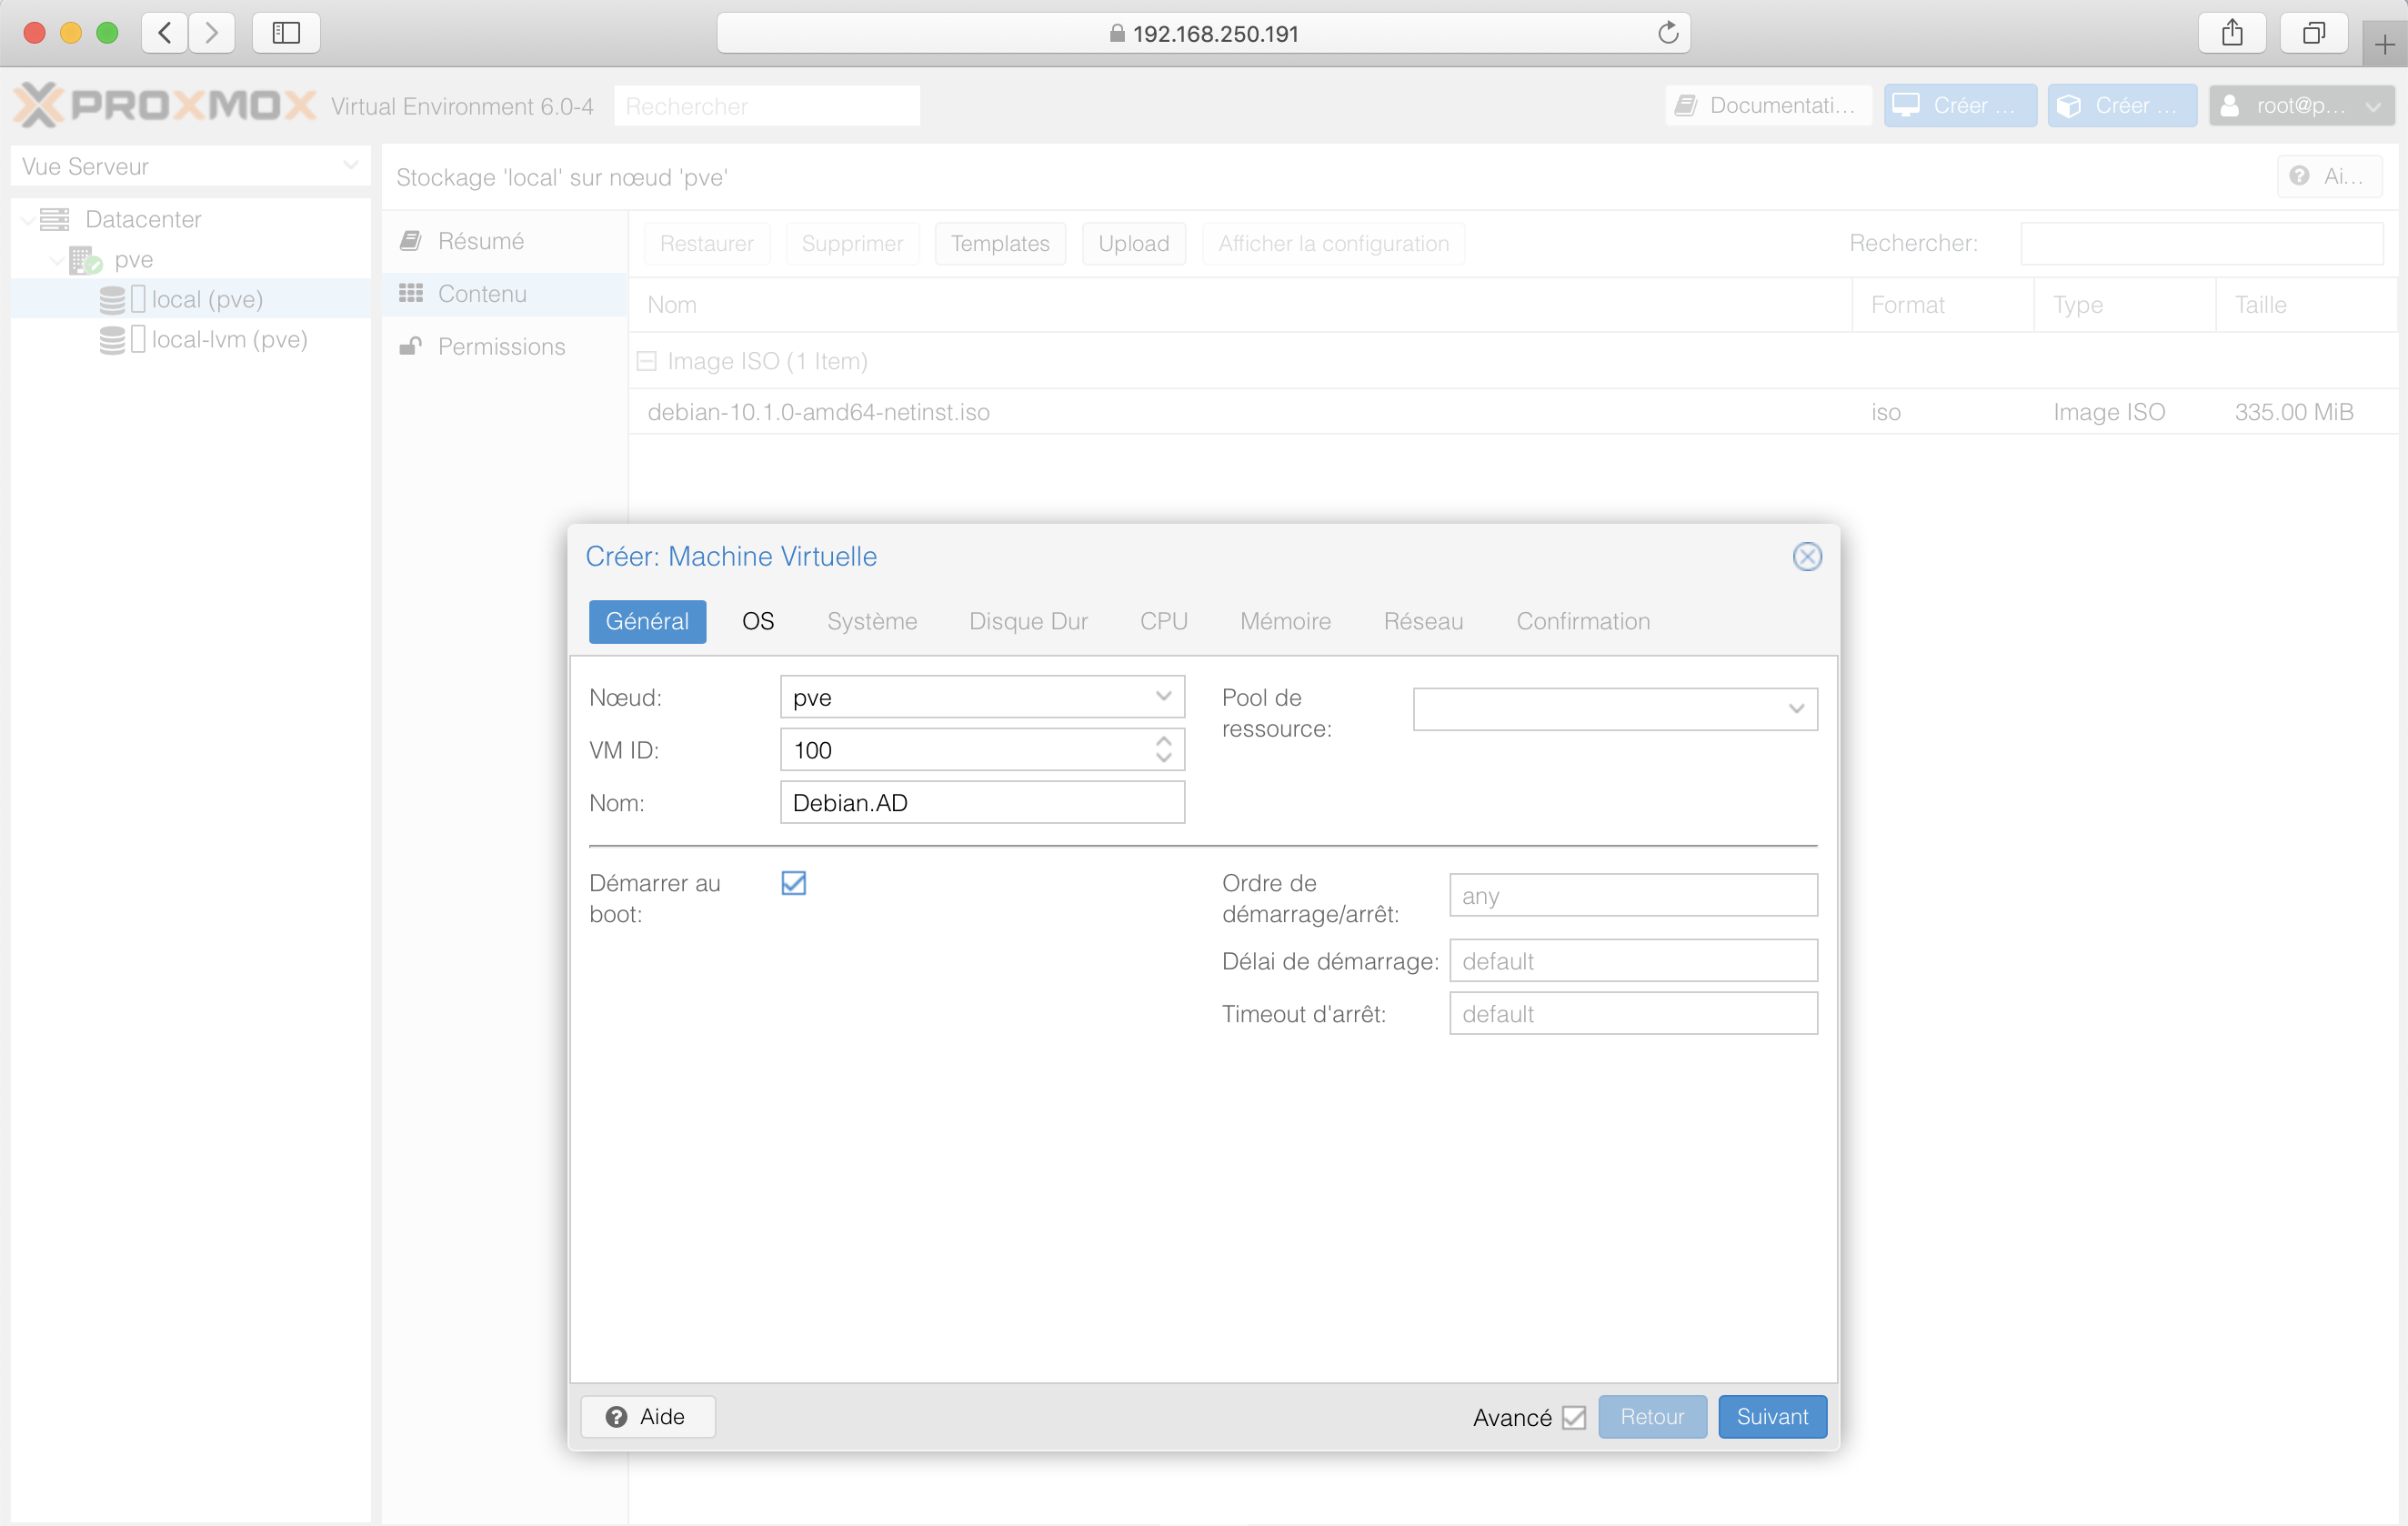 192.168.250.191
PROXMOX Virtual Environment 6.0-4 Rechercher Documentati... Créer ... Créer ... root@p...
Vue Serveur
Datacenter
pve
local (pve)
local-lvm (pve)
Stockage 'local' sur nœud 'pve' Ai...
Résumé
Contenu
Permissions
Restaurer Supprimer Templates Upload Afficher la configuration Rechercher:
Nom Format Type Taille
Image ISO (1 Item)
debian-10.1.0-amd64-netinst.iso iso Image ISO 335.00 MiB
Créer: Machine Virtuelle
Général OS Système Disque Dur CPU Mémoire Réseau Confirmation
Nœud: pve
VM ID: 100
Nom: Debian.AD
Pool de
ressource:
Démarrer au
boot:
Ordre de
démarrage/arrêt: any
Délai de démarrage: default
Timeout d'arrêt: default
Aide Avancé Retour Suivant